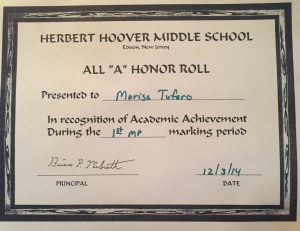 HERBERT HOOVER MIDDLE SCHOOL
Edison, New Jersey
ALL "A" HONOR ROLL
Presented to Marisa Tufaro
In recognition of Academic Achievement
During the 1st MP marking period
Brian P.
12/3/14
PRINCIPAL DATE